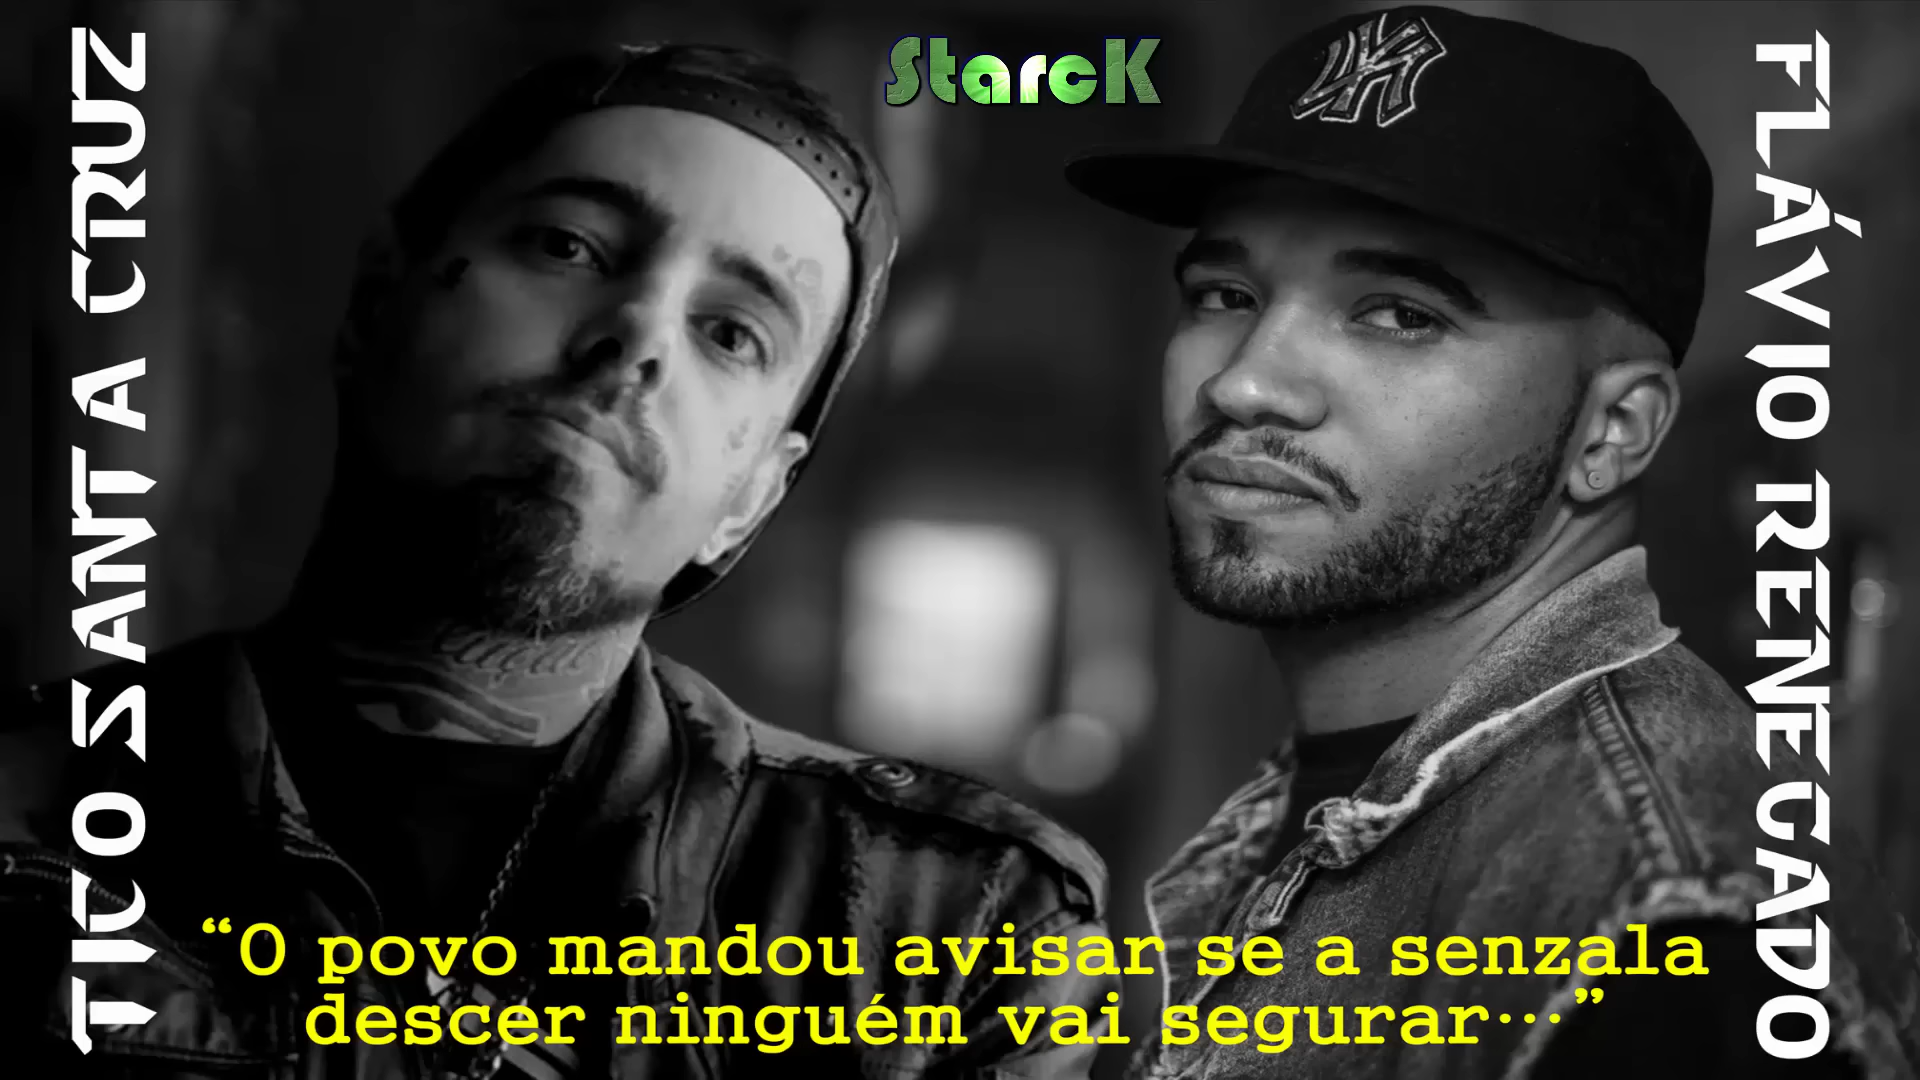 StarcK
TICO SANTA CRUZ
FLÁVIO RENEGADO
“O povo mandou avisar se a senzala
descer ninguém vai segurar…”